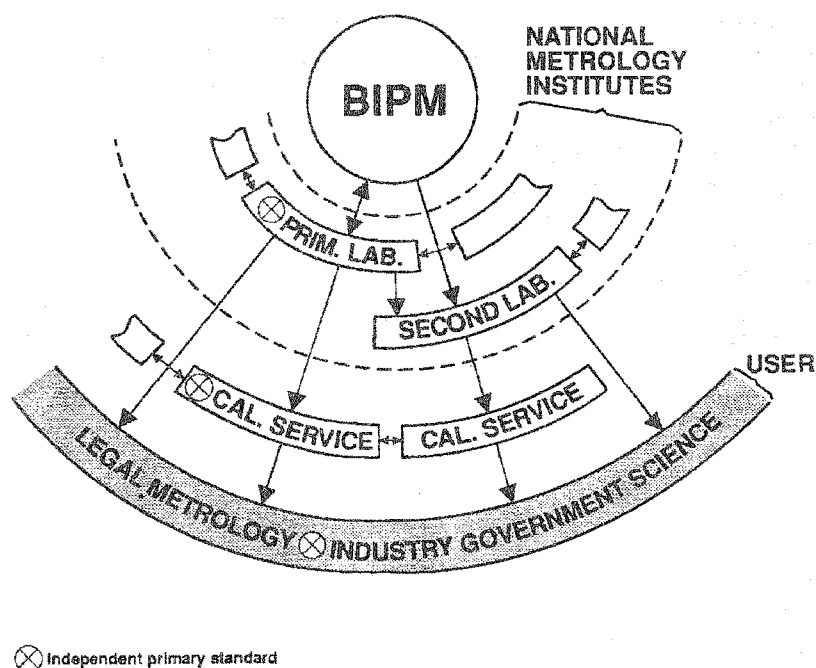 BIPM
NATIONAL
METROLOGY
INSTITUTES
PRIM. LAB.
SECOND LAB.
USER
CAL. SERVICE
CAL. SERVICE
LEGAL METROLOGY
INDUSTRY GOVERNMENT SCIENCE
Independent primary standard